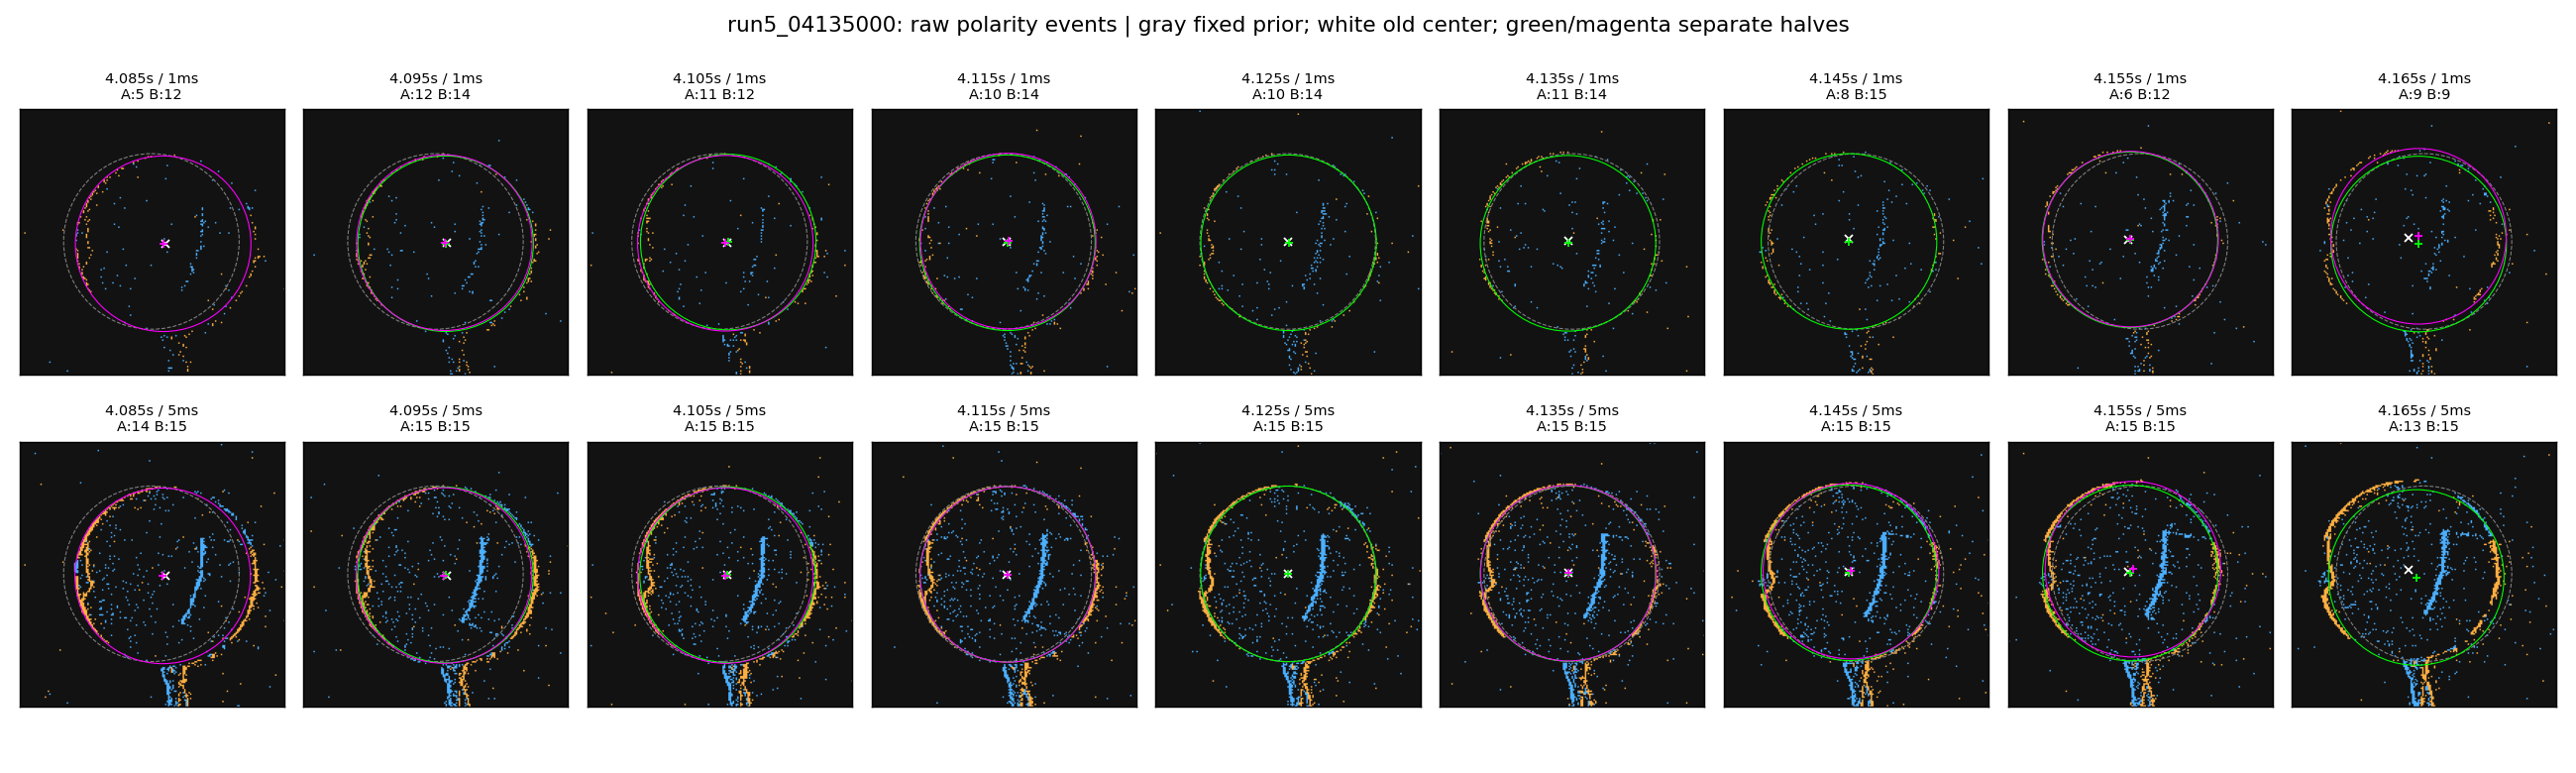 run5_04135000: raw polarity events | gray fixed prior; white old center; green/magenta separate halves
4.085s / 1ms
A:5 B:12
4.095s / 1ms
A:12 B:14
4.105s / 1ms
A:11 B:12
4.115s / 1ms
A:10 B:14
4.125s / 1ms
A:10 B:14
4.135s / 1ms
A:11 B:14
4.145s / 1ms
A:8 B:15
4.155s / 1ms
A:6 B:12
4.165s / 1ms
A:9 B:9
4.085s / 5ms
A:14 B:15
4.095s / 5ms
A:15 B:15
4.105s / 5ms
A:15 B:15
4.115s / 5ms
A:15 B:15
4.125s / 5ms
A:15 B:15
4.135s / 5ms
A:15 B:15
4.145s / 5ms
A:15 B:15
4.155s / 5ms
A:15 B:15
4.165s / 5ms
A:13 B:15